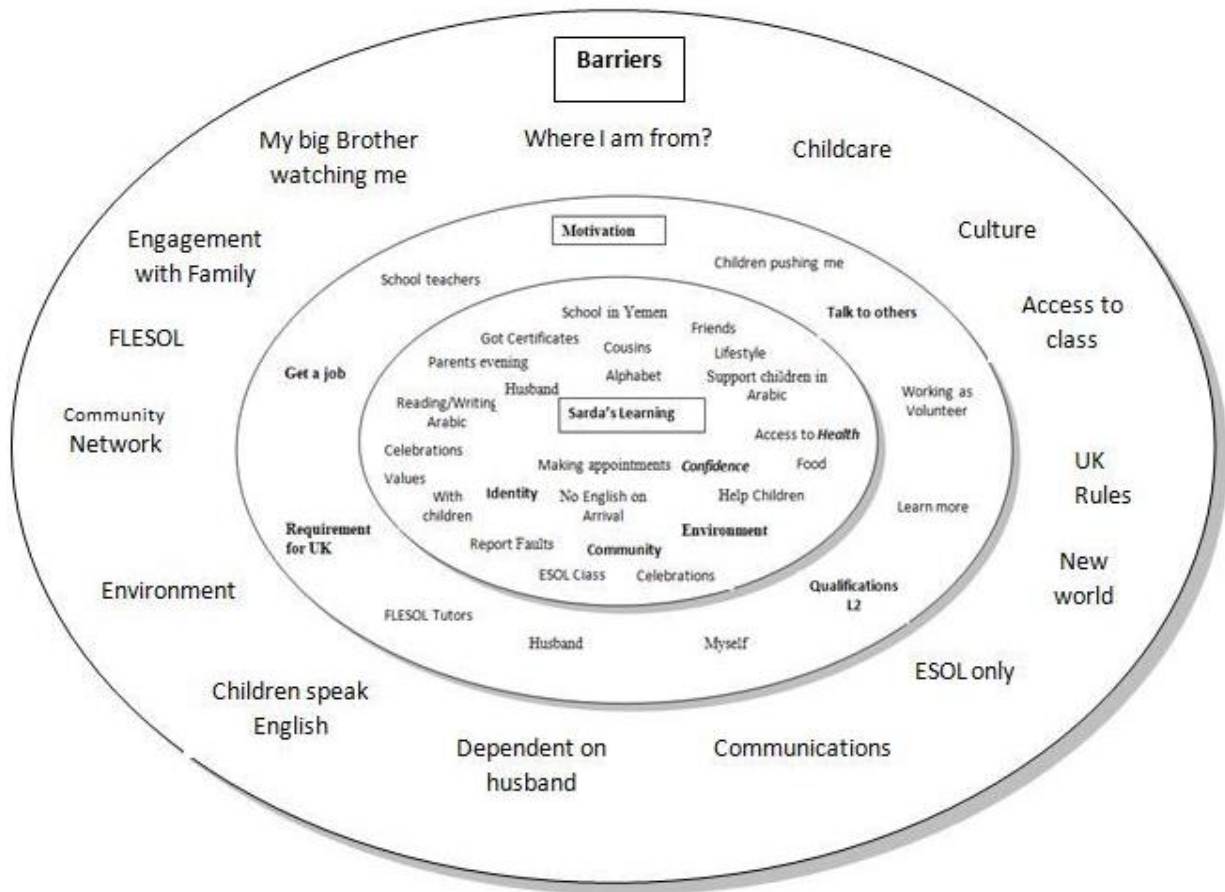 Barriers
My big Brother
watching me
Where I am from?
Childcare
Engagement
with Family
Culture
FLESOL
Access to
class
Community
Network
UK
Rules
Environment
New
world
Children speak
English
ESOL only
Dependent on
husband
Communications
Motivation
School teachers
Children pushing me
Get a job
Talk to others
Working as
Volunteer
Requirement
for UK
Learn more
FLESOL Tutors
Qualifications
L2
Husband
Myself
School in Yemen
Got Certificates
Friends
Cousins
Lifestyle
Parents evening
Alphabet
Support children in
Arabic
Husband
Reading/Writing
Arabic
Sarda's Learning
Access to Health
Celebrations
Making appointments
Confidence
Food
Values
With
children
Identity
No English on
Arrival
Help Children
Report Faults
Community
Environment
ESOL Class
Celebrations